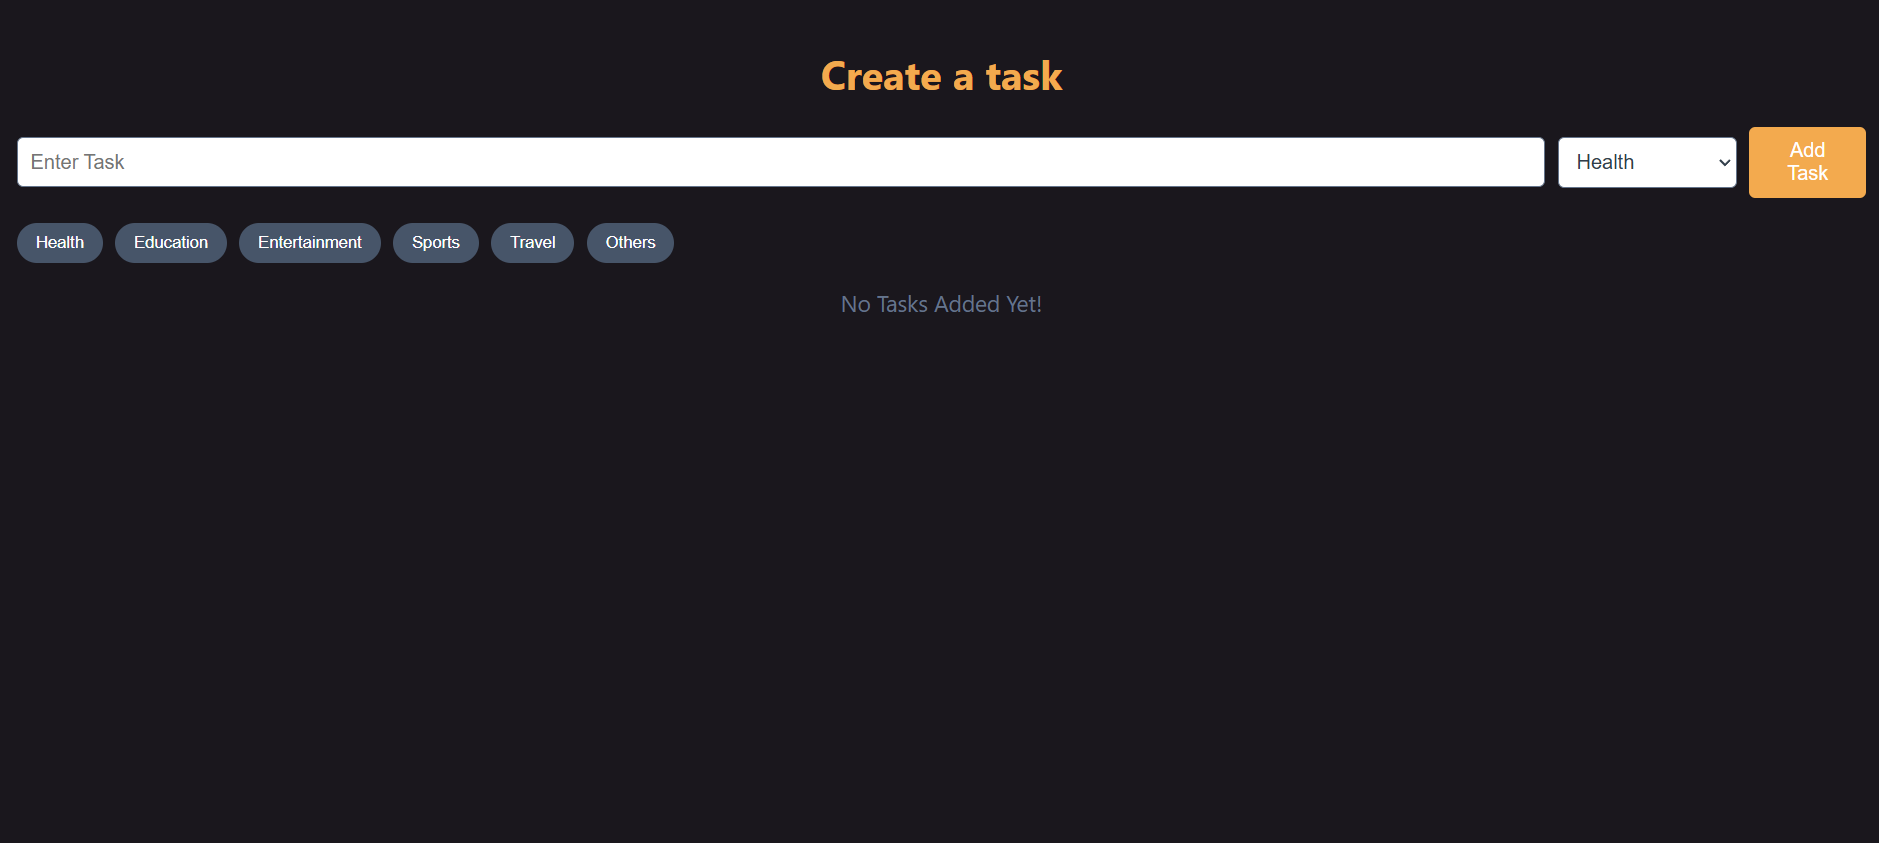 Create a task
Enter Task
Health
Add
Task
Health
Education
Entertainment
Sports
Travel
Others
No Tasks Added Yet!